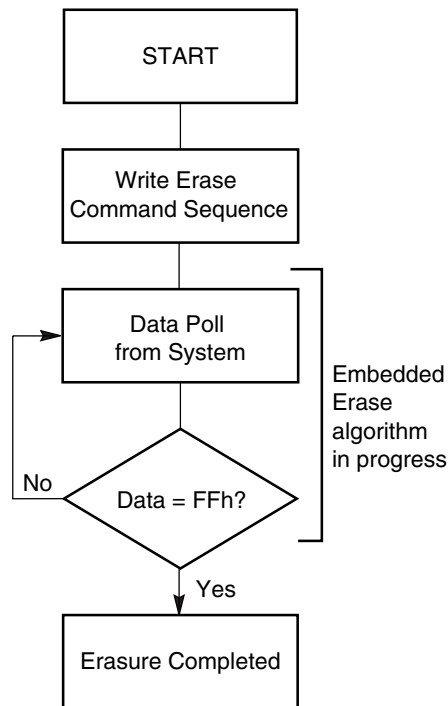 START
Write Erase
Command Sequence
Data Poll
from System
Embedded
Erase
algorithm
in progress
No
Data = FFh?
Yes
Erasure Completed